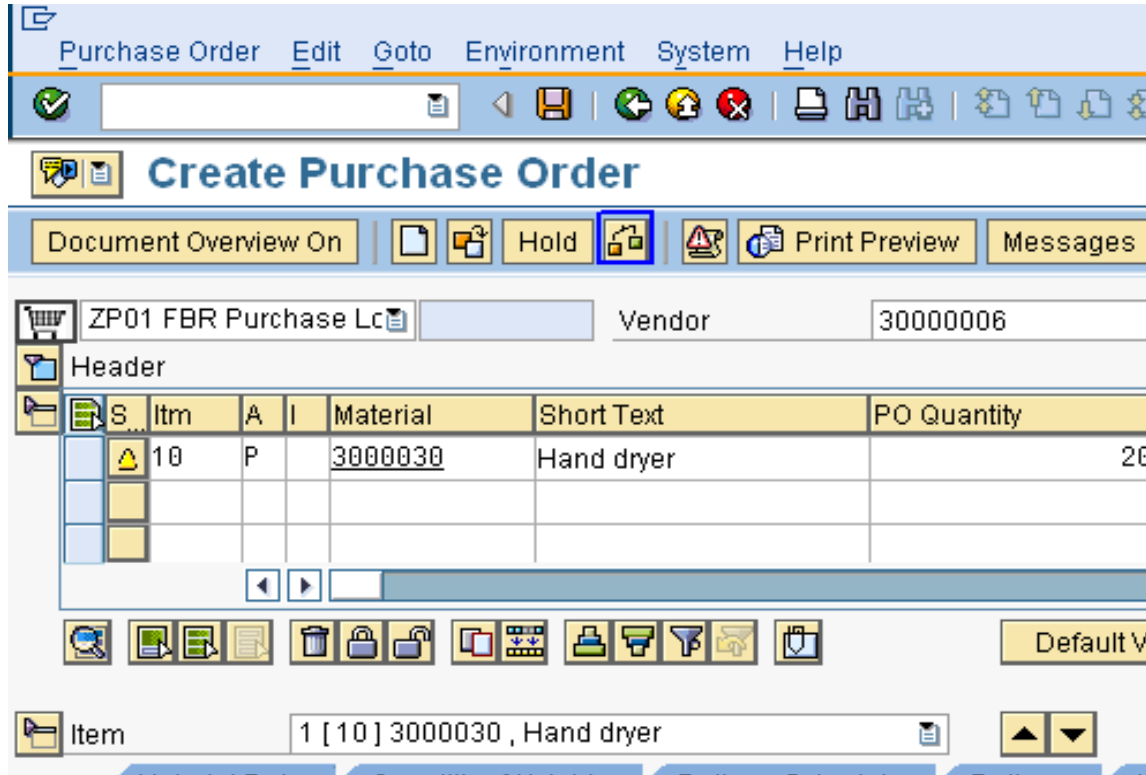 Purchase Order Edit Goto Environment System Help
Create Purchase Order
Document Overview On Hold Print Preview Messages
ZP01 FBR Purchase Lc Vendor 30000006
Header
S... Itm A I Material Short Text PO Quantity
10 P 3000030 Hand dryer 20
Default V
Item 1 [ 10 ] 3000030 , Hand dryer